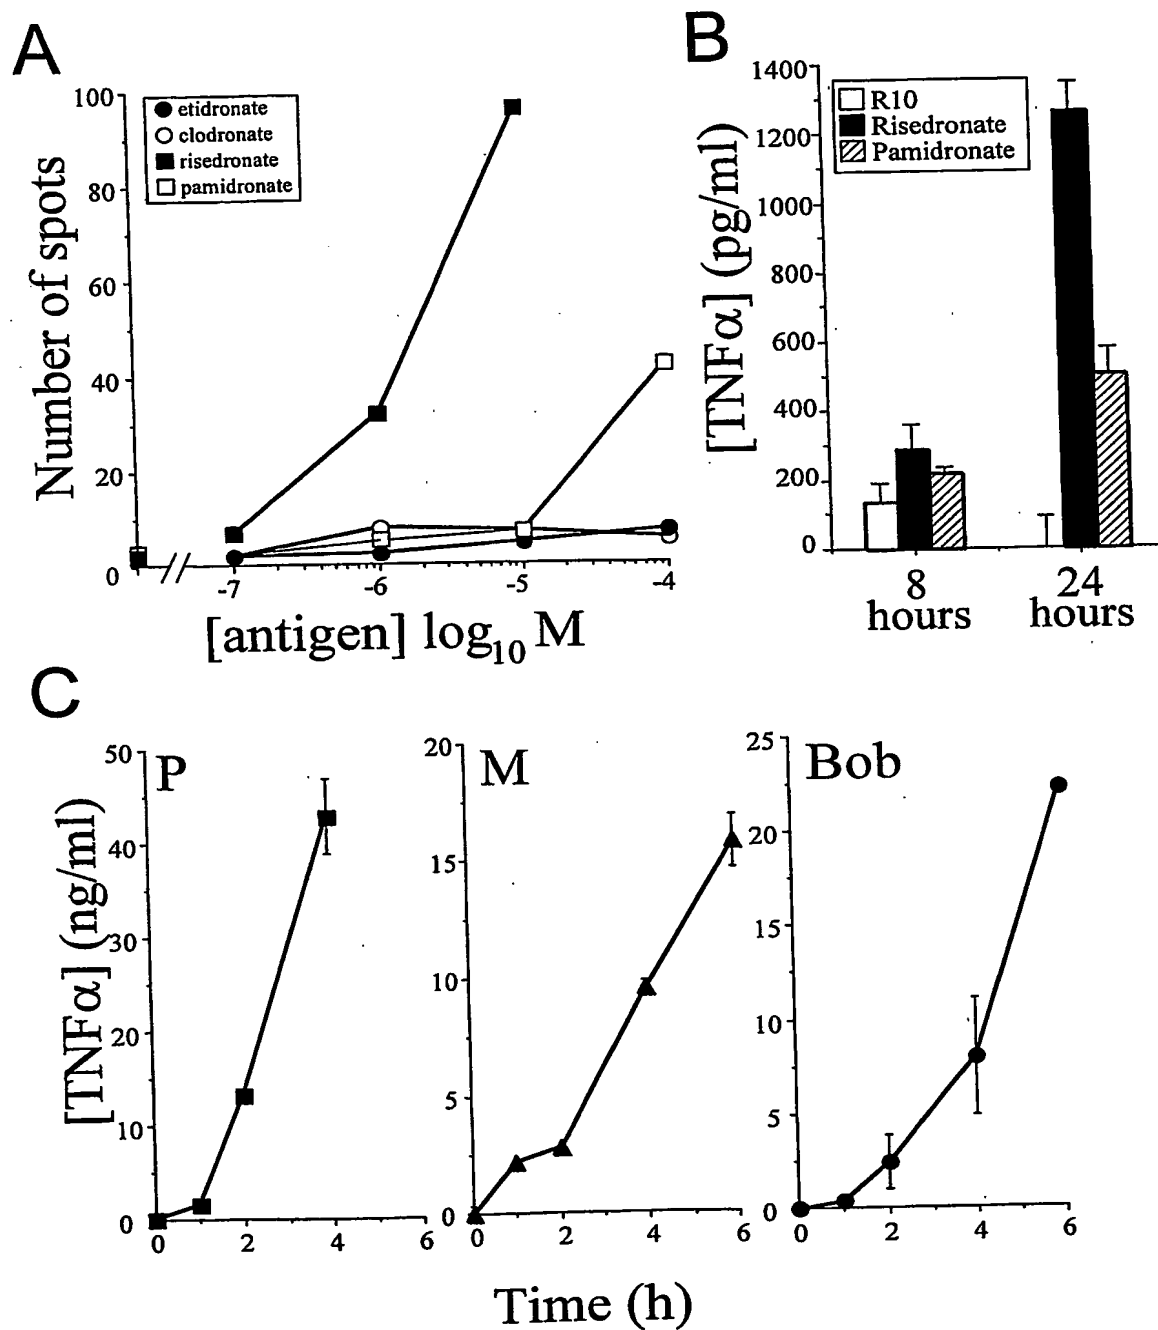 A
100
80
60
40
20
0
Number of spots
etidronate
clodronate
risedronate
pamidronate
-7
-6
-5
-4
[antigen] log10 M
B
1400
1200
1000
800
600
400
200
0
[TNFα] (pg/ml)
R10
Risedronate
Pamidronate
8
hours
24
hours
C
[TNFα] (ng/ml)
P
50
40
30
20
10
0
0 2 4 6
M
20
15
10
5
0
0 2 4 6
Bob
25
20
15
10
5
0
0 2 4 6
Time (h)